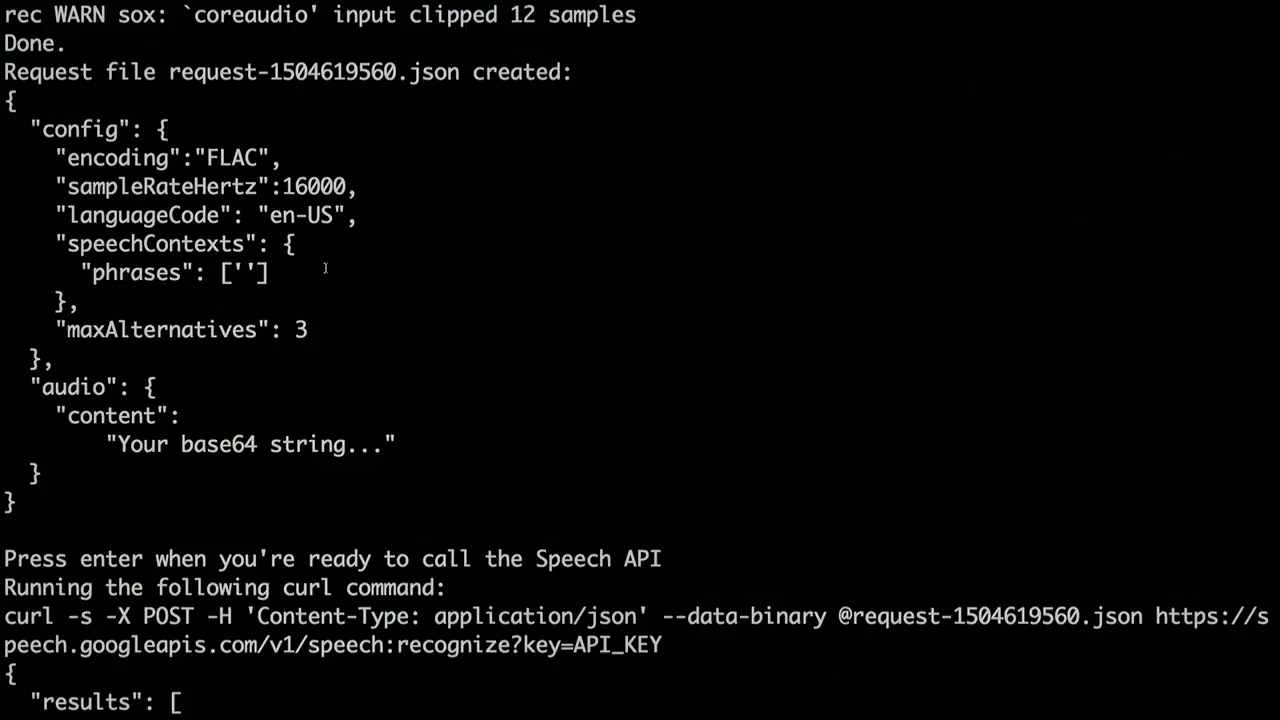 rec WARN sox: `coreaudio' input clipped 12 samples
Done.
Request file request-1504619560.json created:
{
  "config": {
    "encoding":"FLAC",
    "sampleRateHertz":16000,
    "languageCode": "en-US",
    "speechContexts": {
      "phrases": ['']
    },
    "maxAlternatives": 3
  },
  "audio": {
    "content":
        "Your base64 string..."
  }
}

Press enter when you're ready to call the Speech API
Running the following curl command:
curl -s -X POST -H 'Content-Type: application/json' --data-binary @request-1504619560.json https://s
peech.googleapis.com/v1/speech:recognize?key=API_KEY
{
  "results": [